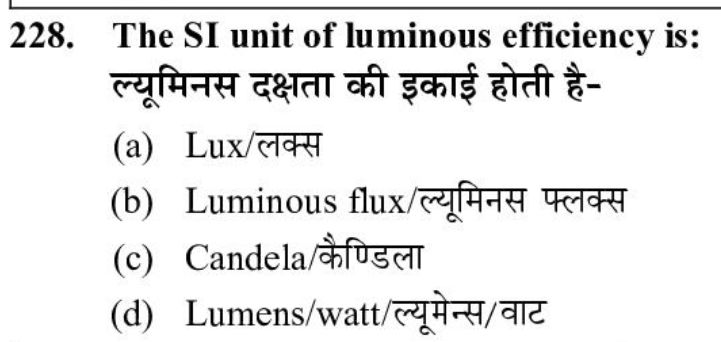 228. The SI unit of luminous efficiency is:
ल्यूमिनस दक्षता की इकाई होती है-
(a) Lux/लक्स
(b) Luminous flux/ल्यूमिनस फ्लक्स
(c) Candela/कैण्डिला
(d) Lumens/watt/ल्यूमेन्स/वाट